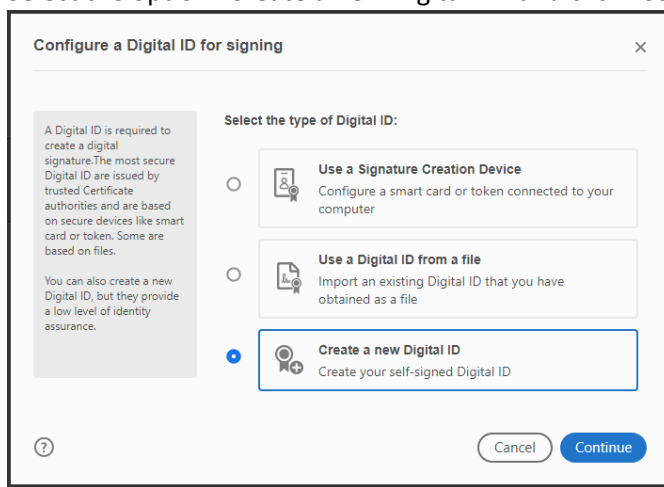 Configure a Digital ID for signing
A Digital ID is required to
create a digital
signature.The most secure
Digital ID are issued by
trusted Certificate
authorities and are based
on secure devices like smart
card or token. Some are
based on files.
You can also create a new
Digital ID, but they provide
a low level of identity
assurance.
Select the type of Digital ID:
Use a Signature Creation Device
Configure a smart card or token connected to your
computer
Use a Digital ID from a file
Import an existing Digital ID that you have
obtained as a file
Create a new Digital ID
Create your self-signed Digital ID
Cancel
Continue